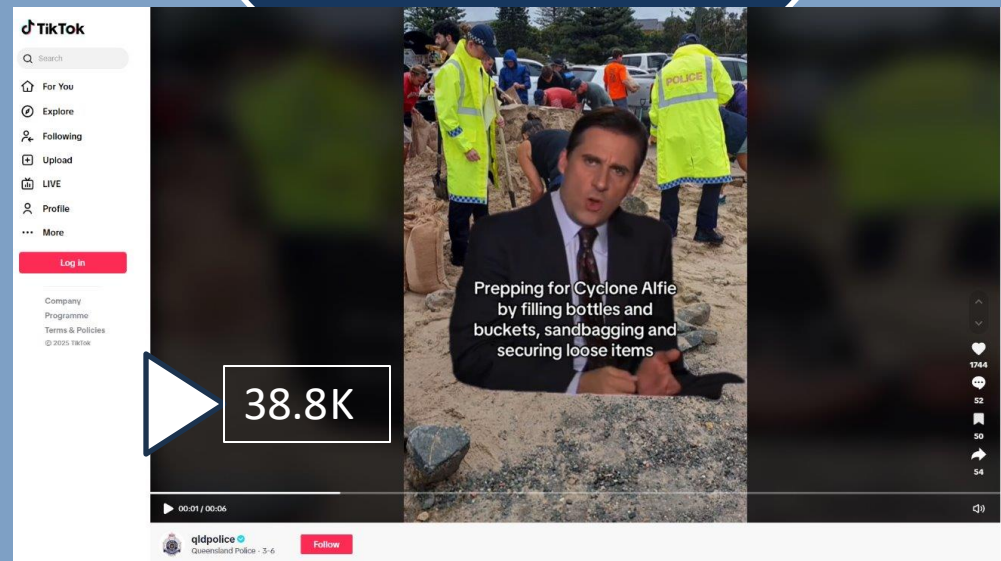 TikTok
Search
For You
Explore
Following
Upload
LIVE
Profile
More
Log in
Company
Programme
Terms & Policies
© 2025 TikTok
POLICE
Prepping for Cyclone Alfie
by filling bottles and
buckets, sandbagging and
securing loose items
38.8K
1744
52
50
54
00:01 / 00:06
qldpolice
Queensland Police · 3-6
Follow